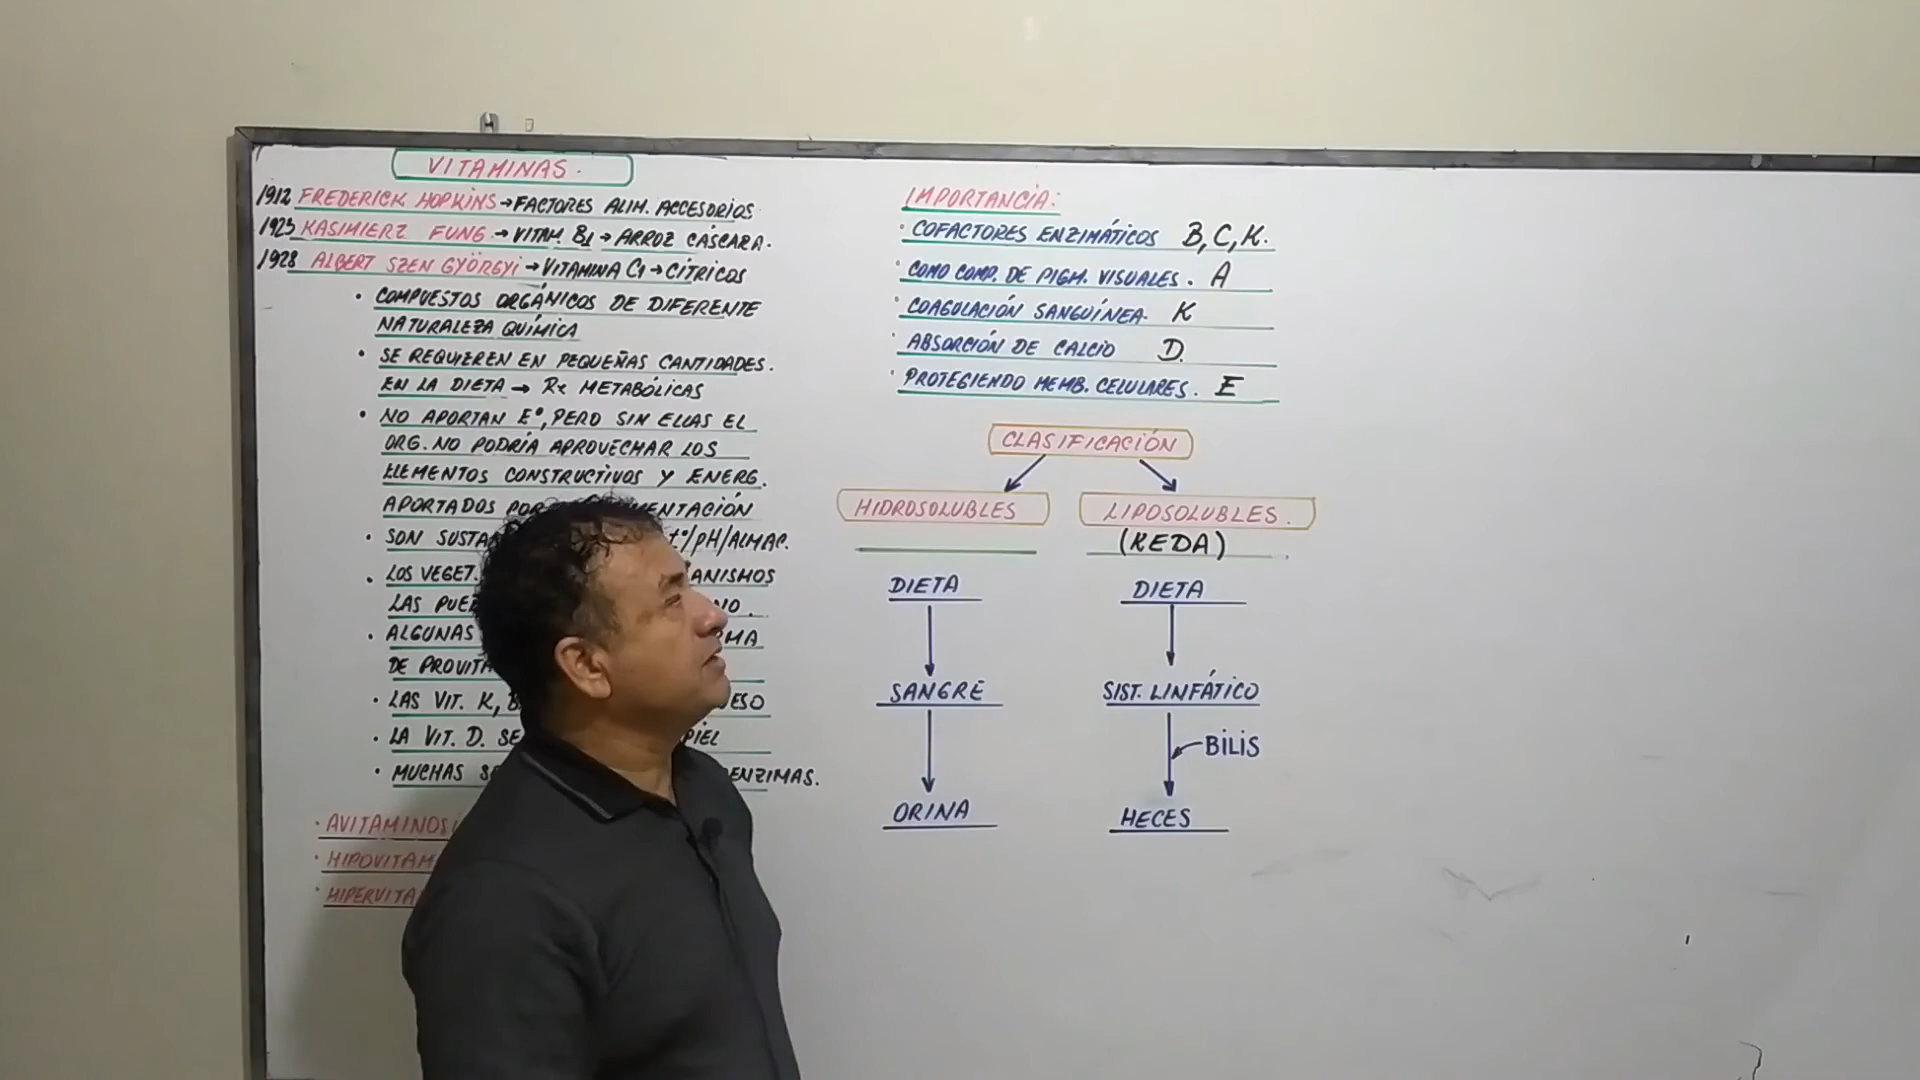 VITAMINAS.
1912 FREDERICK HOPKINS → FACTORES ALIM. ACCESORIOS
1923 KASIMIERZ FUNG → VITAM. B1 → ARROZ CÁSCARA.
1928 ALBERT SZEN GYÖRGYI → VITAMINA C1 → CÍTRICOS
• COMPUESTOS ORGÁNICOS DE DIFERENTE
NATURALEZA QUÍMICA
• SE REQUIEREN EN PEQUEÑAS CANTIDADES.
EN LA DIETA → Rx METABÓLICAS
• NO APORTAN Eº, PERO SIN ELLAS EL
ORG. NO PODRÍA APROVECHAR LOS
ELEMENTOS CONSTRUCTIVOS Y ENERG.
APORTADOS POR MENTACIÓN
• SON SUSTA tº/PH/ALMAC.
• LOS VEGET. ANISMOS
LAS PUE NO.
• ALGUNAS MA
DE PROVITA
• LAS VIT. K, B ESO
• LA VIT. D. SE PIEL
• MUCHAS ENZIMAS.
• AVITAMINOSI
• HIPOVITAM
• HIPERVITA
IMPORTANCIA:
• COFACTORES ENZIMÁTICOS B, C, K.
• COMO COMP. DE PIGM. VISUALES. A
• COAGULACIÓN SANGUÍNEA. K
• ABSORCIÓN DE CALCIO D.
• PROTEGIENDO MEMB. CELULARES. E
CLASIFICACIÓN
HIDROSOLUBLES
DIETA
SANGRE
ORINA
LIPOSOLUBLES.
(KEDA)
DIETA
SIST. LINFÁTICO
BILIS
HECES